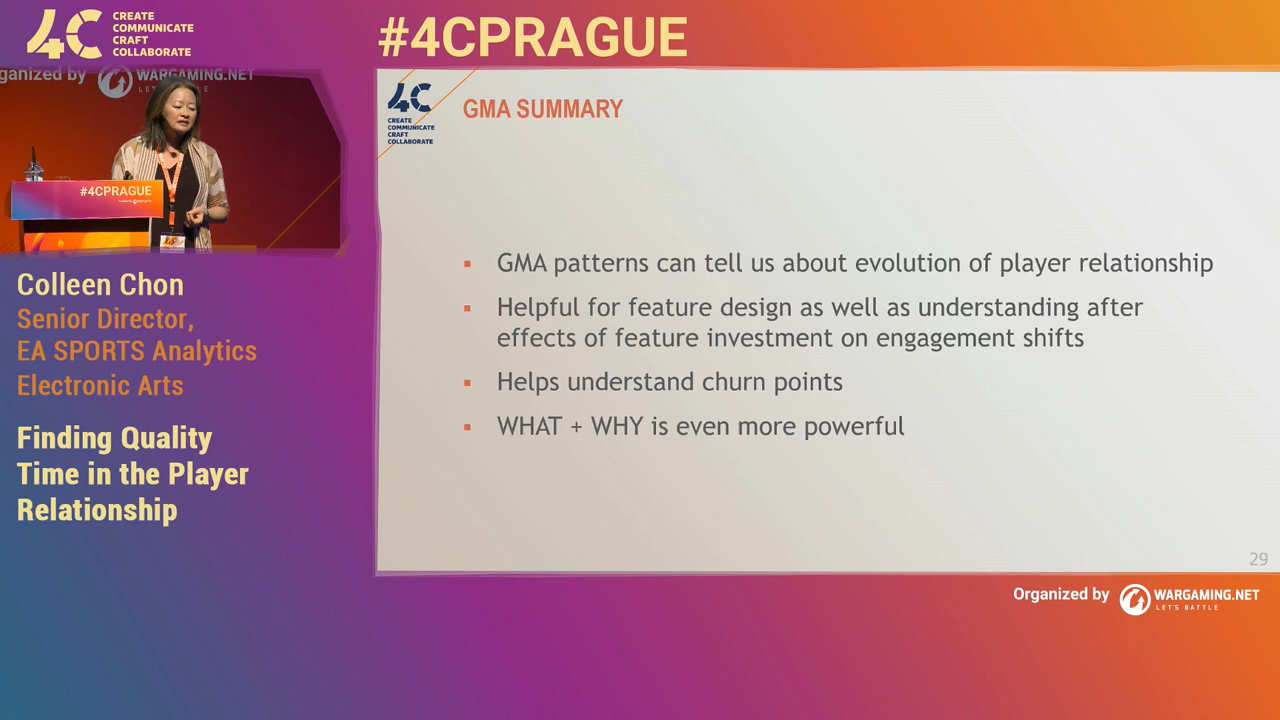 4C
CREATE
COMMUNICATE
CRAFT
COLLABORATE
#4CPRAGUE
ganized by WARGAMING.NET
#4CPRAGUE
Colleen Chon
Senior Director,
EA SPORTS Analytics
Electronic Arts
Finding Quality
Time in the Player
Relationship
4C
CREATE
COMMUNICATE
CRAFT
COLLABORATE
GMA SUMMARY
GMA patterns can tell us about evolution of player relationship
Helpful for feature design as well as understanding after
effects of feature investment on engagement shifts
Helps understand churn points
WHAT + WHY is even more powerful
29
Organized by WARGAMING.NET
LET'S BATTLE